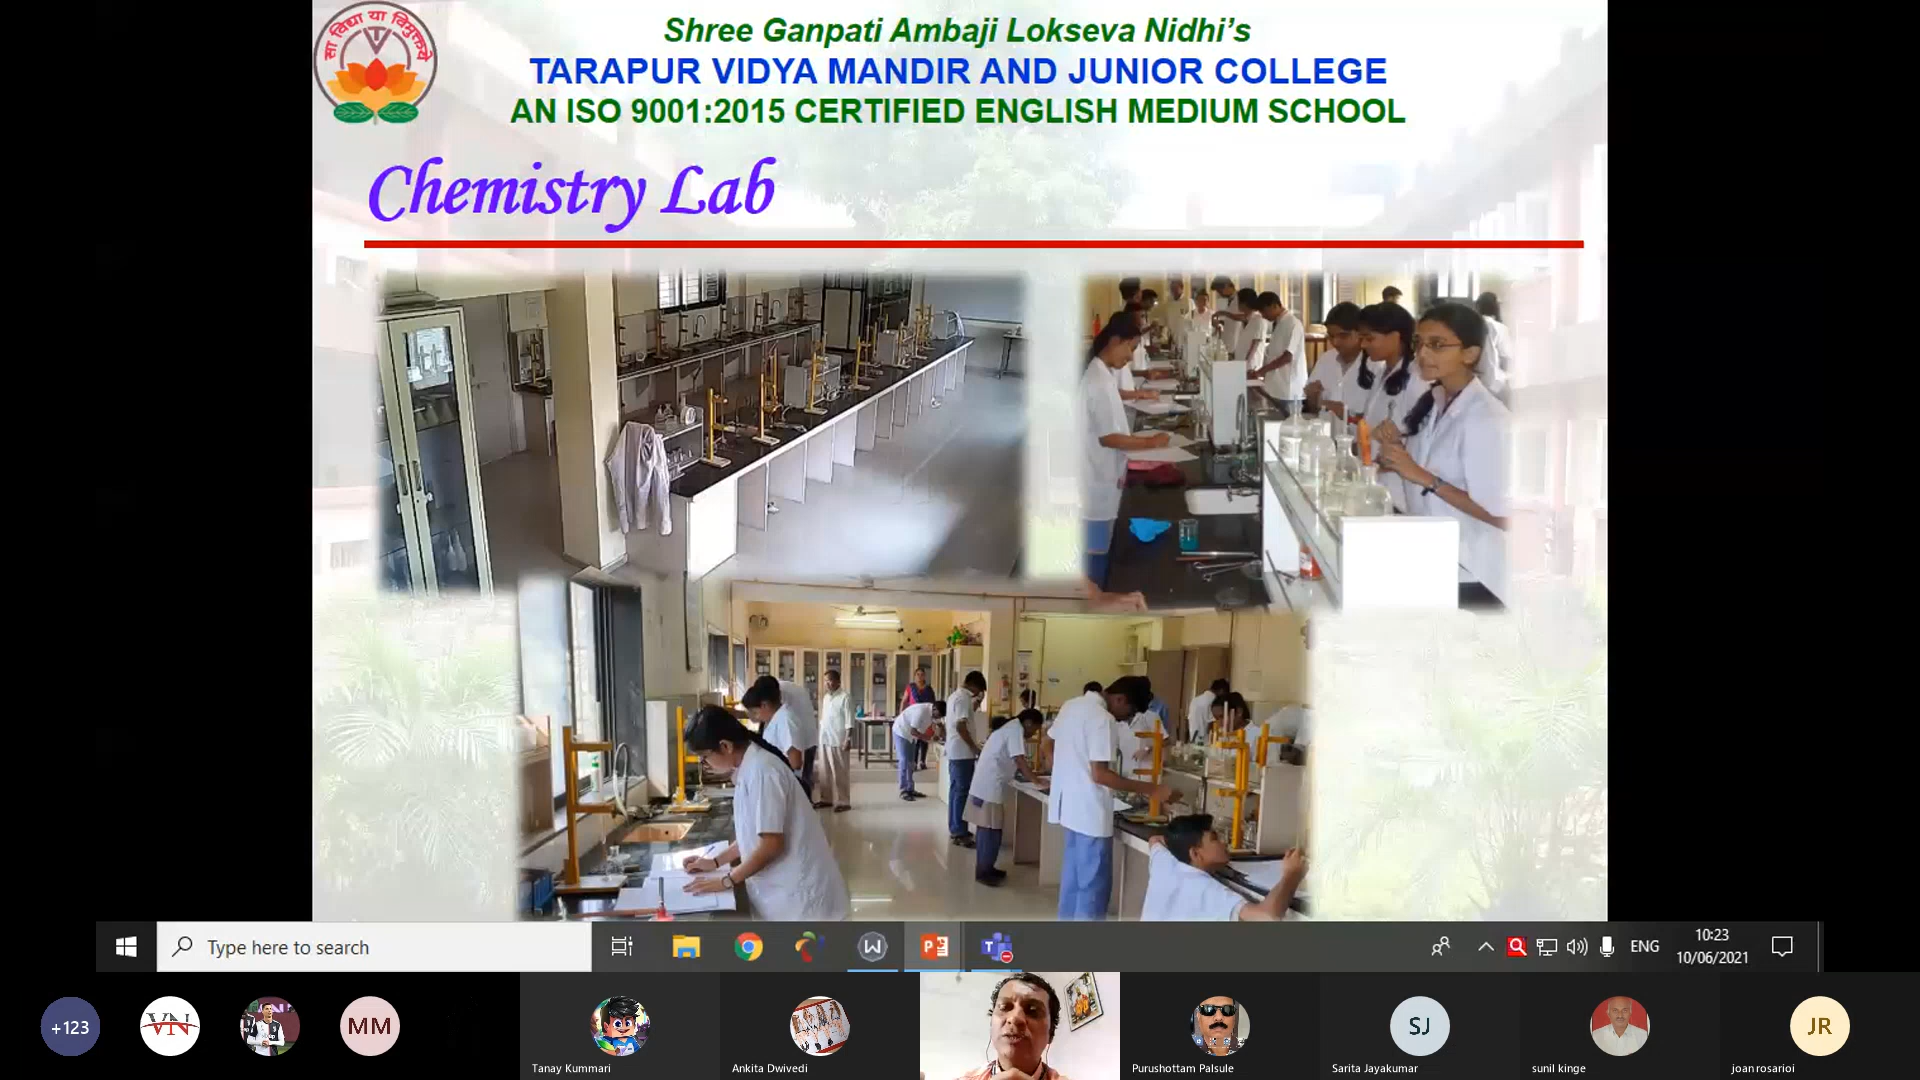 सा विद्या या विमुक्तये
Shree Ganpati Ambaji Lokseva Nidhi's
TARAPUR VIDYA MANDIR AND JUNIOR COLLEGE
AN ISO 9001:2015 CERTIFIED ENGLISH MEDIUM SCHOOL
Chemistry Lab
Type here to search
ENG
10:23
10/06/2021
+123
VN
MM
SJ
JR
Tanay Kummari
Ankita Dwivedi
Purushottam Palsule
Sarita Jayakumar
sunil kinge
joan rosarioi